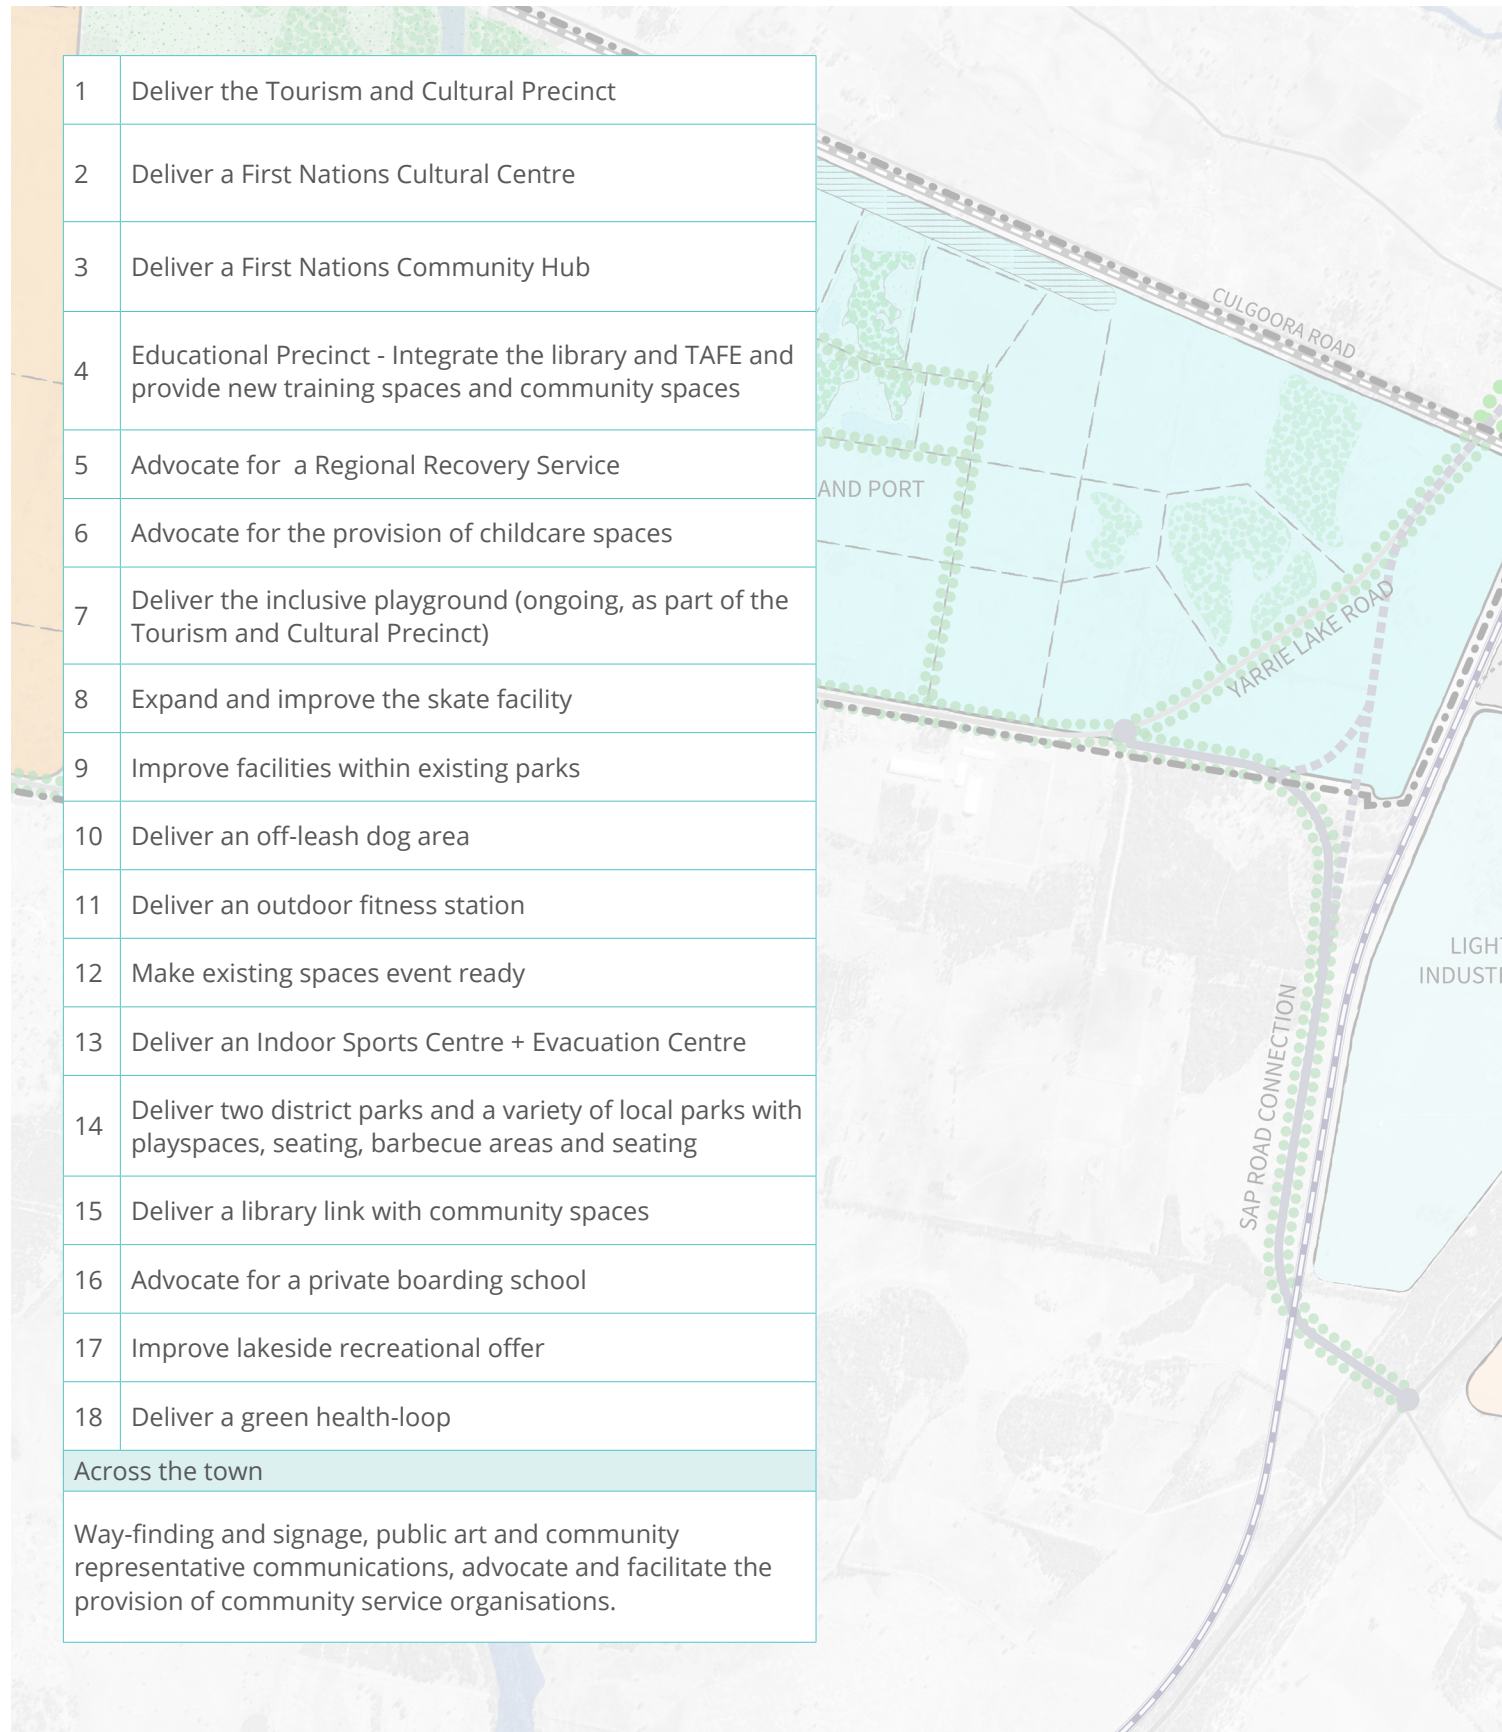 1 Deliver the Tourism and Cultural Precinct
2 Deliver a First Nations Cultural Centre
3 Deliver a First Nations Community Hub
4 Educational Precinct - Integrate the library and TAFE and
provide new training spaces and community spaces
5 Advocate for  a Regional Recovery Service
6 Advocate for the provision of childcare spaces
7 Deliver the inclusive playground (ongoing, as part of the
Tourism and Cultural Precinct)
8 Expand and improve the skate facility
9 Improve facilities within existing parks
10 Deliver an off-leash dog area
11 Deliver an outdoor fitness station
12 Make existing spaces event ready
13 Deliver an Indoor Sports Centre + Evacuation Centre
14 Deliver two district parks and a variety of local parks with
playspaces, seating, barbecue areas and seating
15 Deliver a library link with community spaces
16 Advocate for a private boarding school
17 Improve lakeside recreational offer
18 Deliver a green health-loop
Across the town
Way-finding and signage, public art and community
representative communications, advocate and facilitate the
provision of community service organisations.
CULGOORA ROAD
AND PORT
YARRIE LAKE ROAD
SAP ROAD CONNECTION